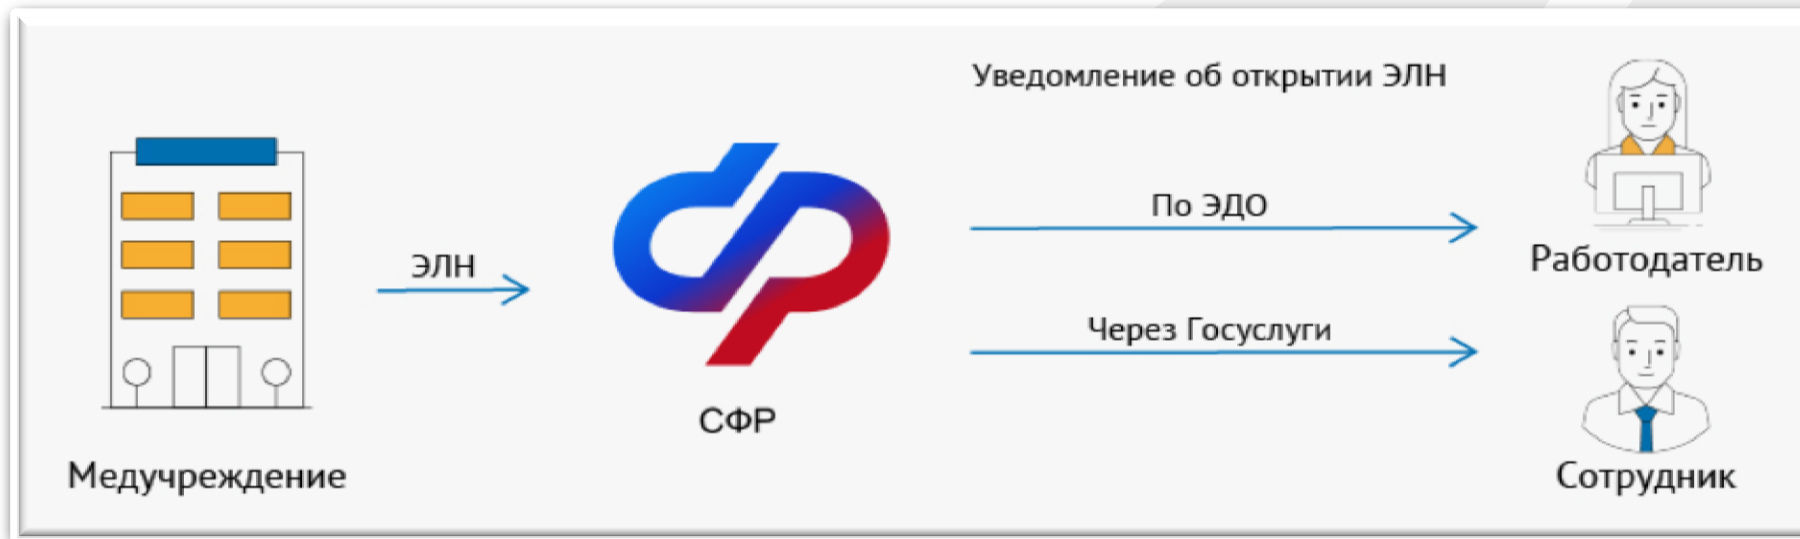 Уведомление об открытии ЭЛН
ЭЛН
По ЭДО
Работодатель
Через Госуслуги
СФР
Медучреждение
Сотрудник